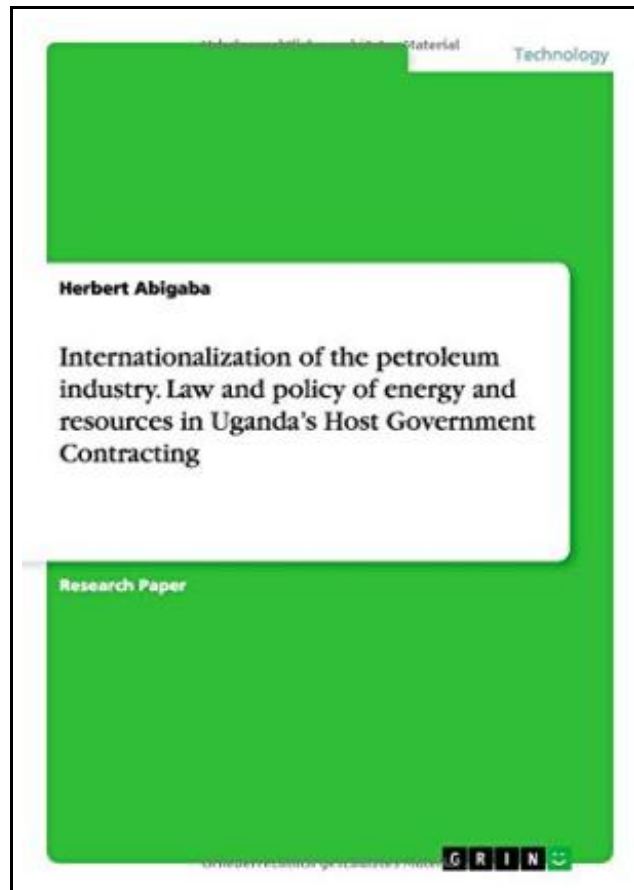 Material
Technology
Herbert Abigaba
Internationalization of the petroleum
industry. Law and policy of energy and
resources in Uganda's Host Government
Contracting
Research Paper
GRIN